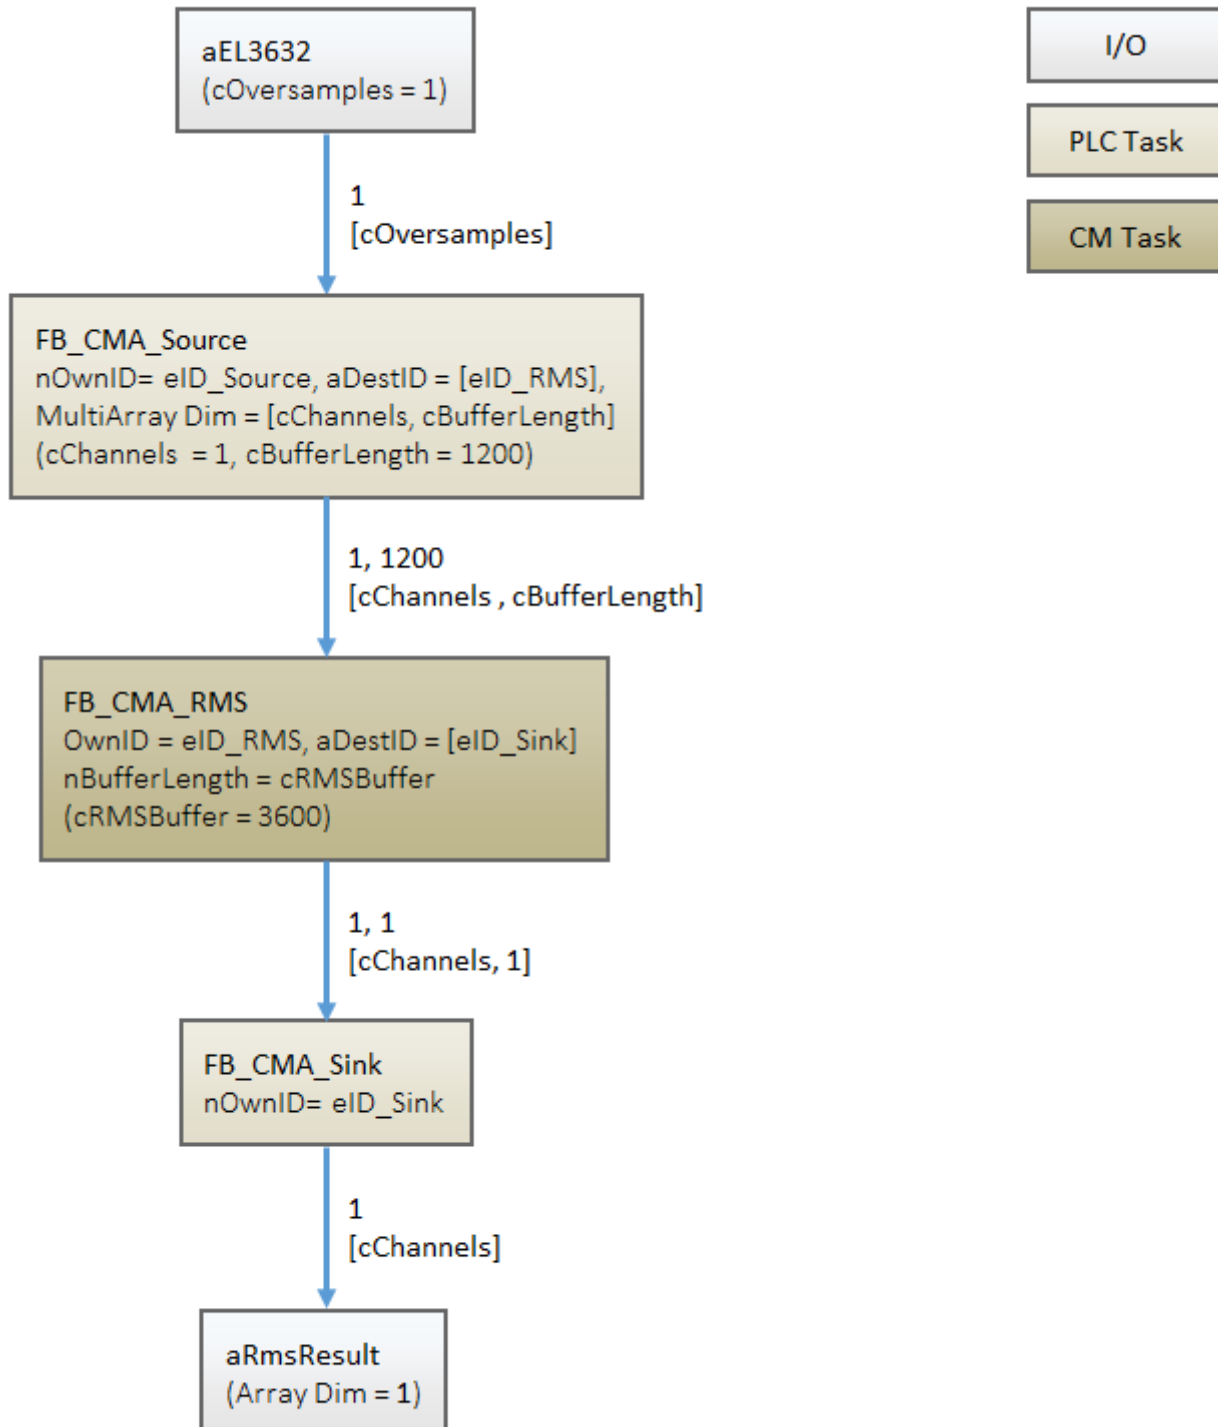 aEL3632
(cOversamples = 1)
I/O
PLC Task
CM Task
1
[cOversamples]
FB_CMA_Source
nOwnID= eID_Source, aDestID = [eID_RMS],
MultiArray Dim = [cChannels, cBufferLength]
(cChannels  = 1, cBufferLength = 1200)
1, 1200
[cChannels , cBufferLength]
FB_CMA_RMS
OwnID = eID_RMS, aDestID = [eID_Sink]
nBufferLength = cRMSBuffer
(cRMSBuffer = 3600)
1, 1
[cChannels, 1]
FB_CMA_Sink
nOwnID= eID_Sink
1
[cChannels]
aRmsResult
(Array Dim = 1)